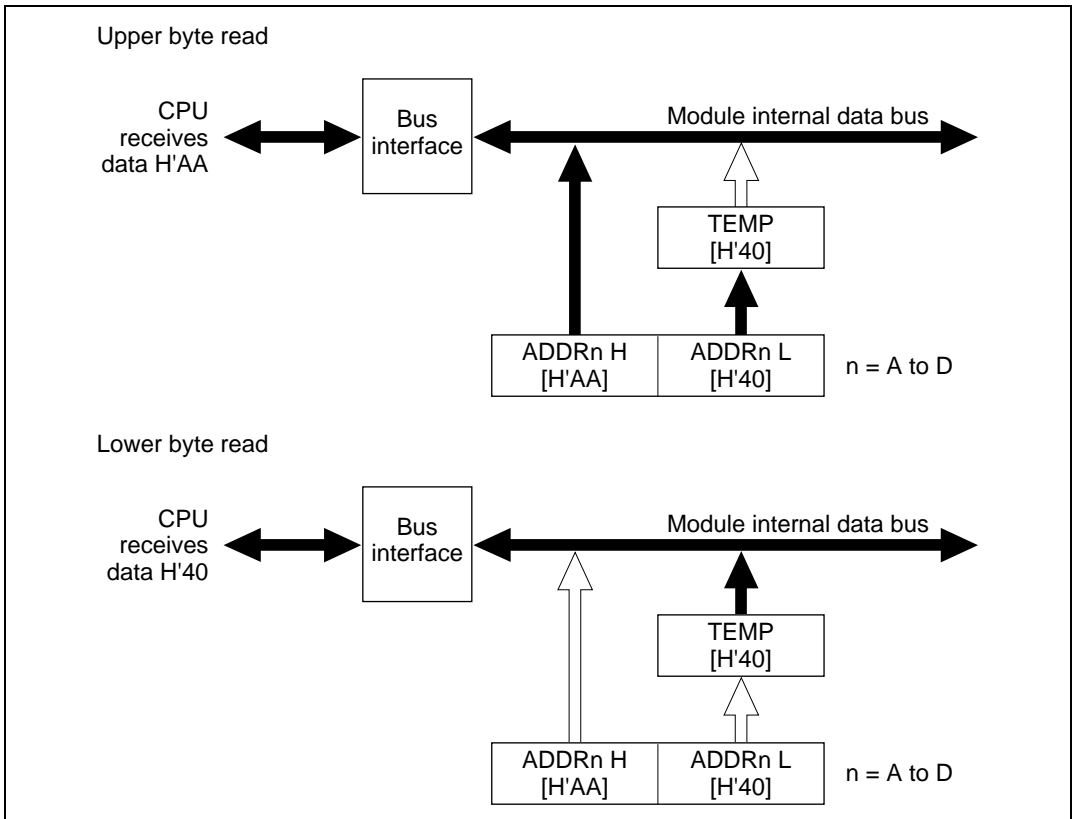 Upper byte read
CPU
receives
data H'AA
Bus
interface
Module internal data bus
TEMP
[H'40]
ADDRn H
[H'AA]
ADDRn L
[H'40]
n = A to D
Lower byte read
CPU
receives
data H'40
Bus
interface
Module internal data bus
TEMP
[H'40]
ADDRn H
[H'AA]
ADDRn L
[H'40]
n = A to D